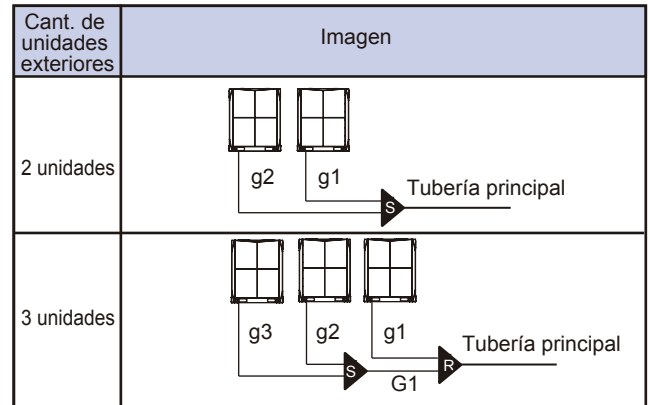 Cant. de
unidades
exteriores
Imagen
2 unidades
g2
g1
S
Tubería principal
3 unidades
g3
g2
g1
S
G1
R
Tubería principal